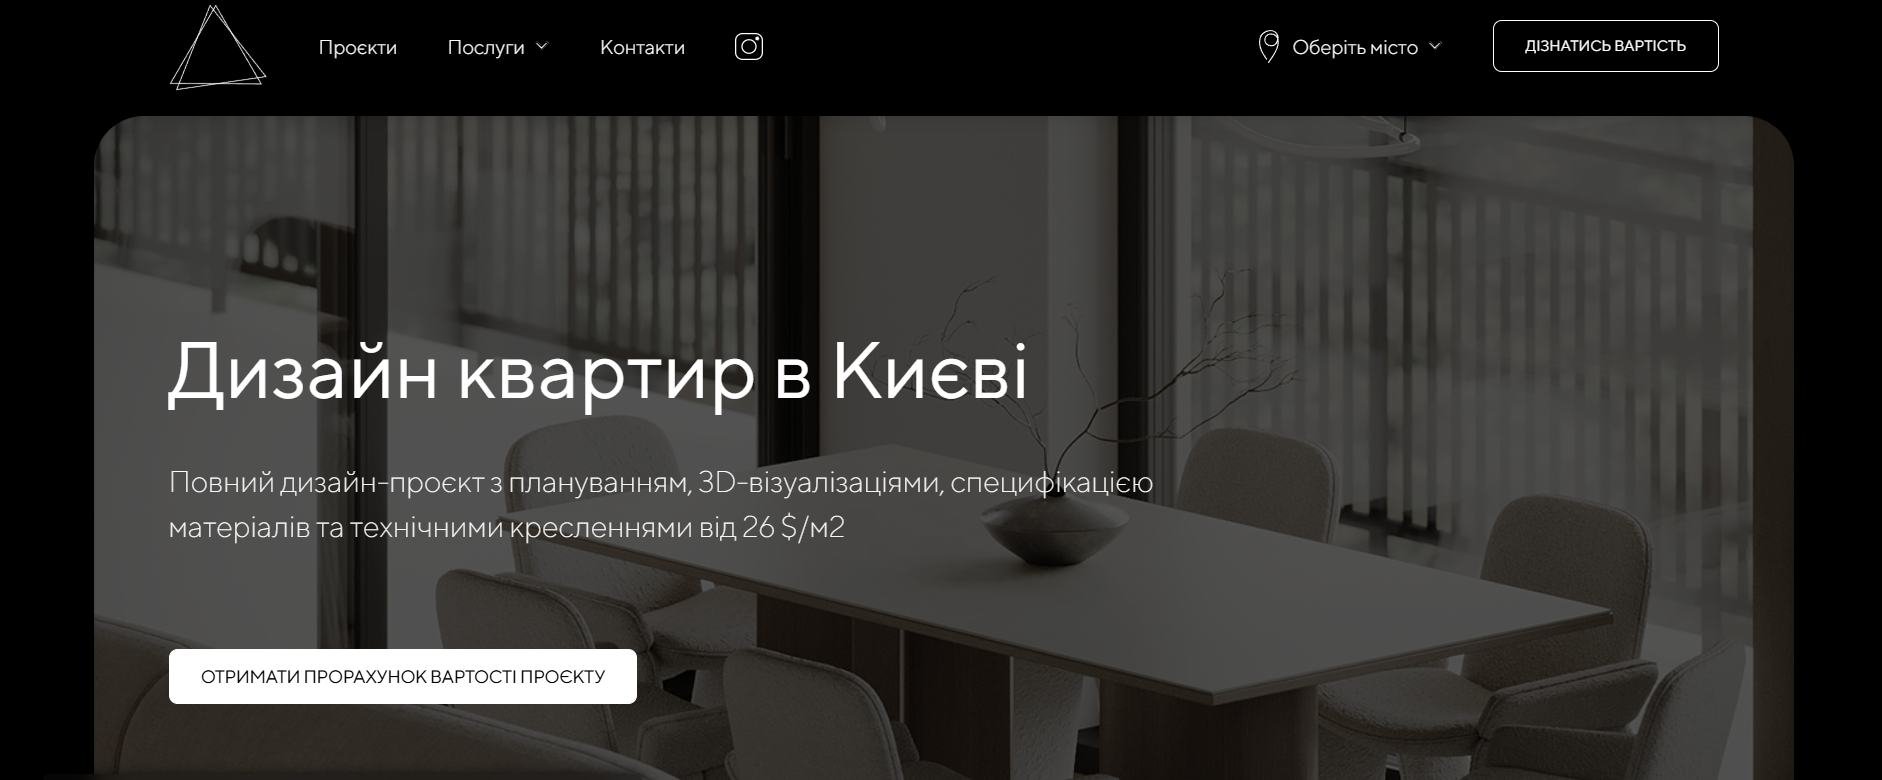 Проєкти
Послуги
Контакти
Оберіть місто
ДІЗНАТИСЬ ВАРТІСТЬ
Дизайн квартир в Києві
Повний дизайн-проєкт з плануванням, 3D-візуалізаціями, специфікацією
матеріалів та технічними кресленнями від 26 $/м2
ОТРИМАТИ ПРОРАХУНОК ВАРТОСТІ ПРОЄКТУ